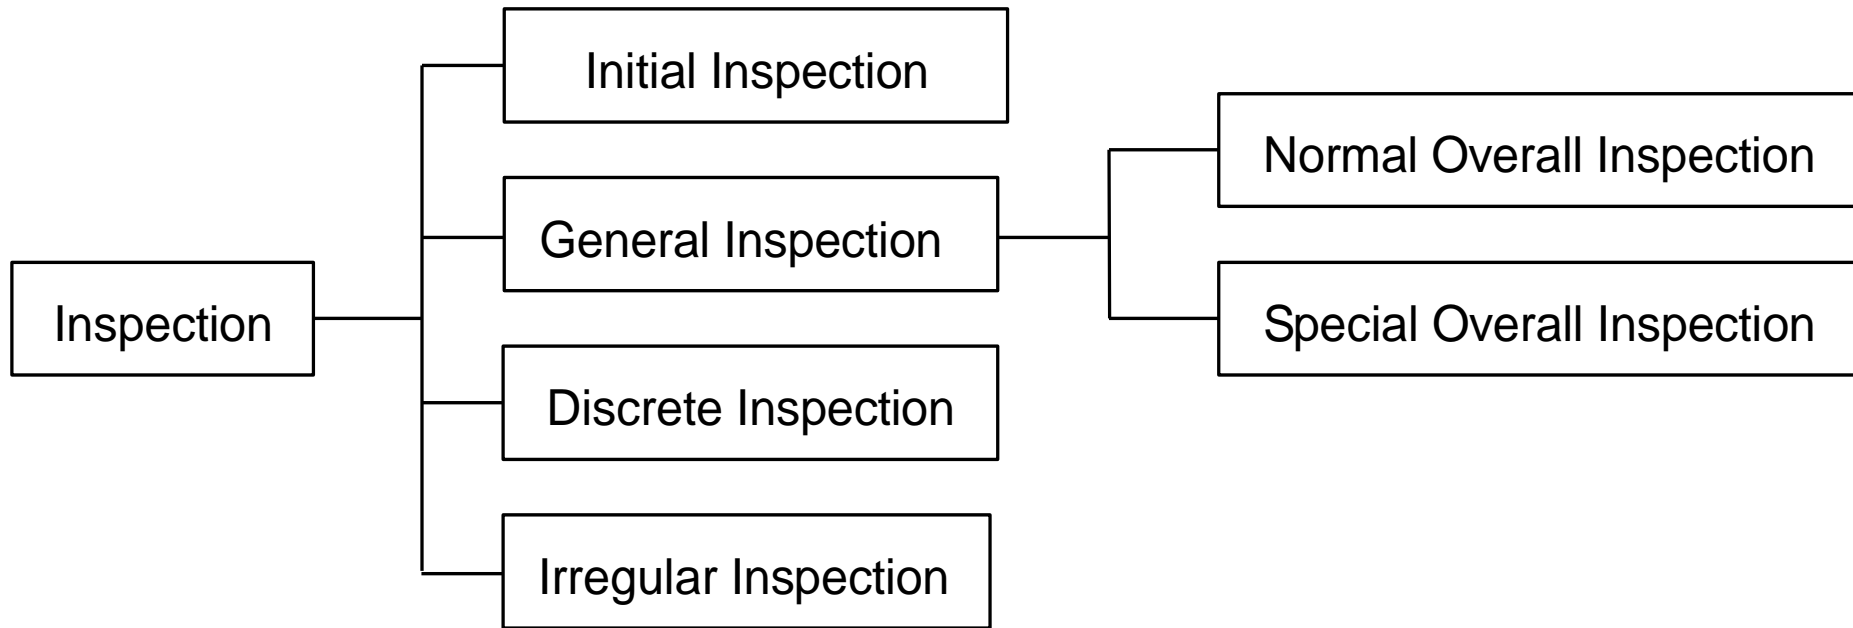 Inspection
Initial Inspection
General Inspection
Discrete Inspection
Irregular Inspection
Normal Overall Inspection
Special Overall Inspection